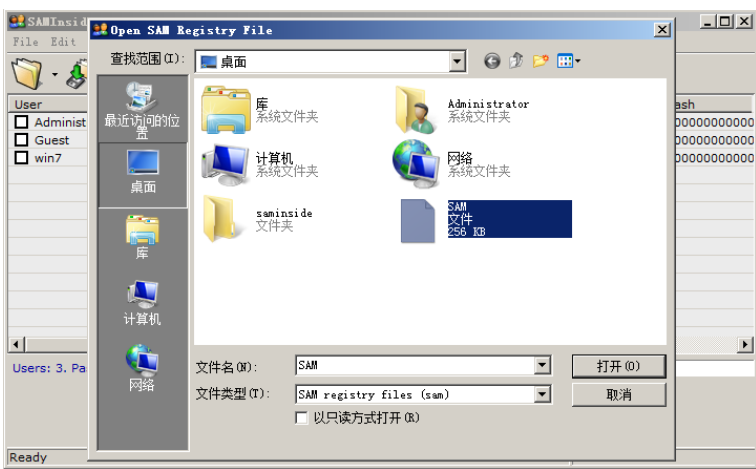 SAMInsid
Open SAM Registry File
File Edit
查找范围(I):
桌面
User
ash
Administ
00000000000
Guest
00000000000
win7
00000000000
最近访问的位置
桌面
库
计算机
网络
库
系统文件夹
Administrator
系统文件夹
计算机
系统文件夹
网络
系统文件夹
saminside
文件夹
SAM
文件
256 KB
Users: 3. Pa
文件名(N):
SAM
打开(O)
文件类型(T):
SAM registry files (sam)
取消
以只读方式打开(R)
Ready